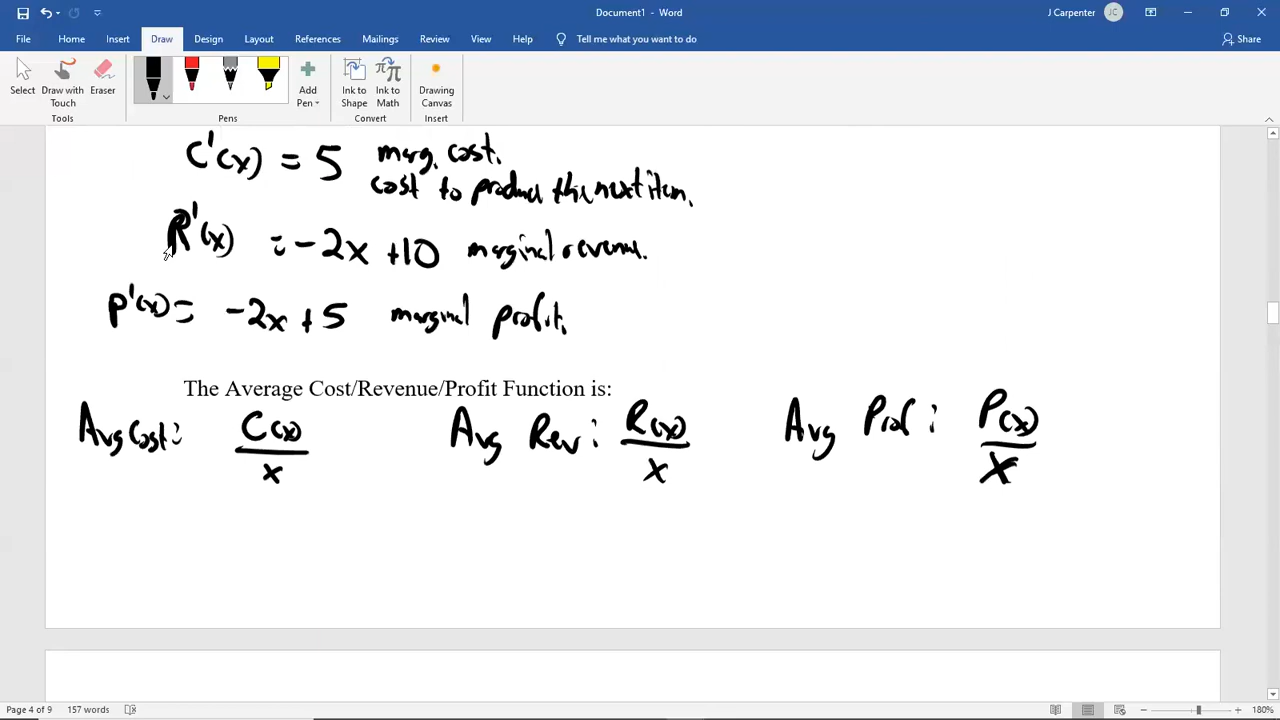 Document1 - Word
J Carpenter JC
File Home Insert Draw Design Layout References Mailings Review View Help Tell me what you want to do Share
Select Draw with Touch Eraser Add Pen Ink to Shape Ink to Math Drawing Canvas
Tools Pens Convert Insert
C'(x) = 5 marg. cost.
cost to produce the next item.
R'(x) = -2x + 10 marginal revenue.
P'(x) = -2x + 5 marginal profit.
The Average Cost/Revenue/Profit Function is:
Avg Cost: C(x)/x Avg Rev: R(x)/x Avg Prof: P(x)/x
Page 4 of 9 157 words 180%